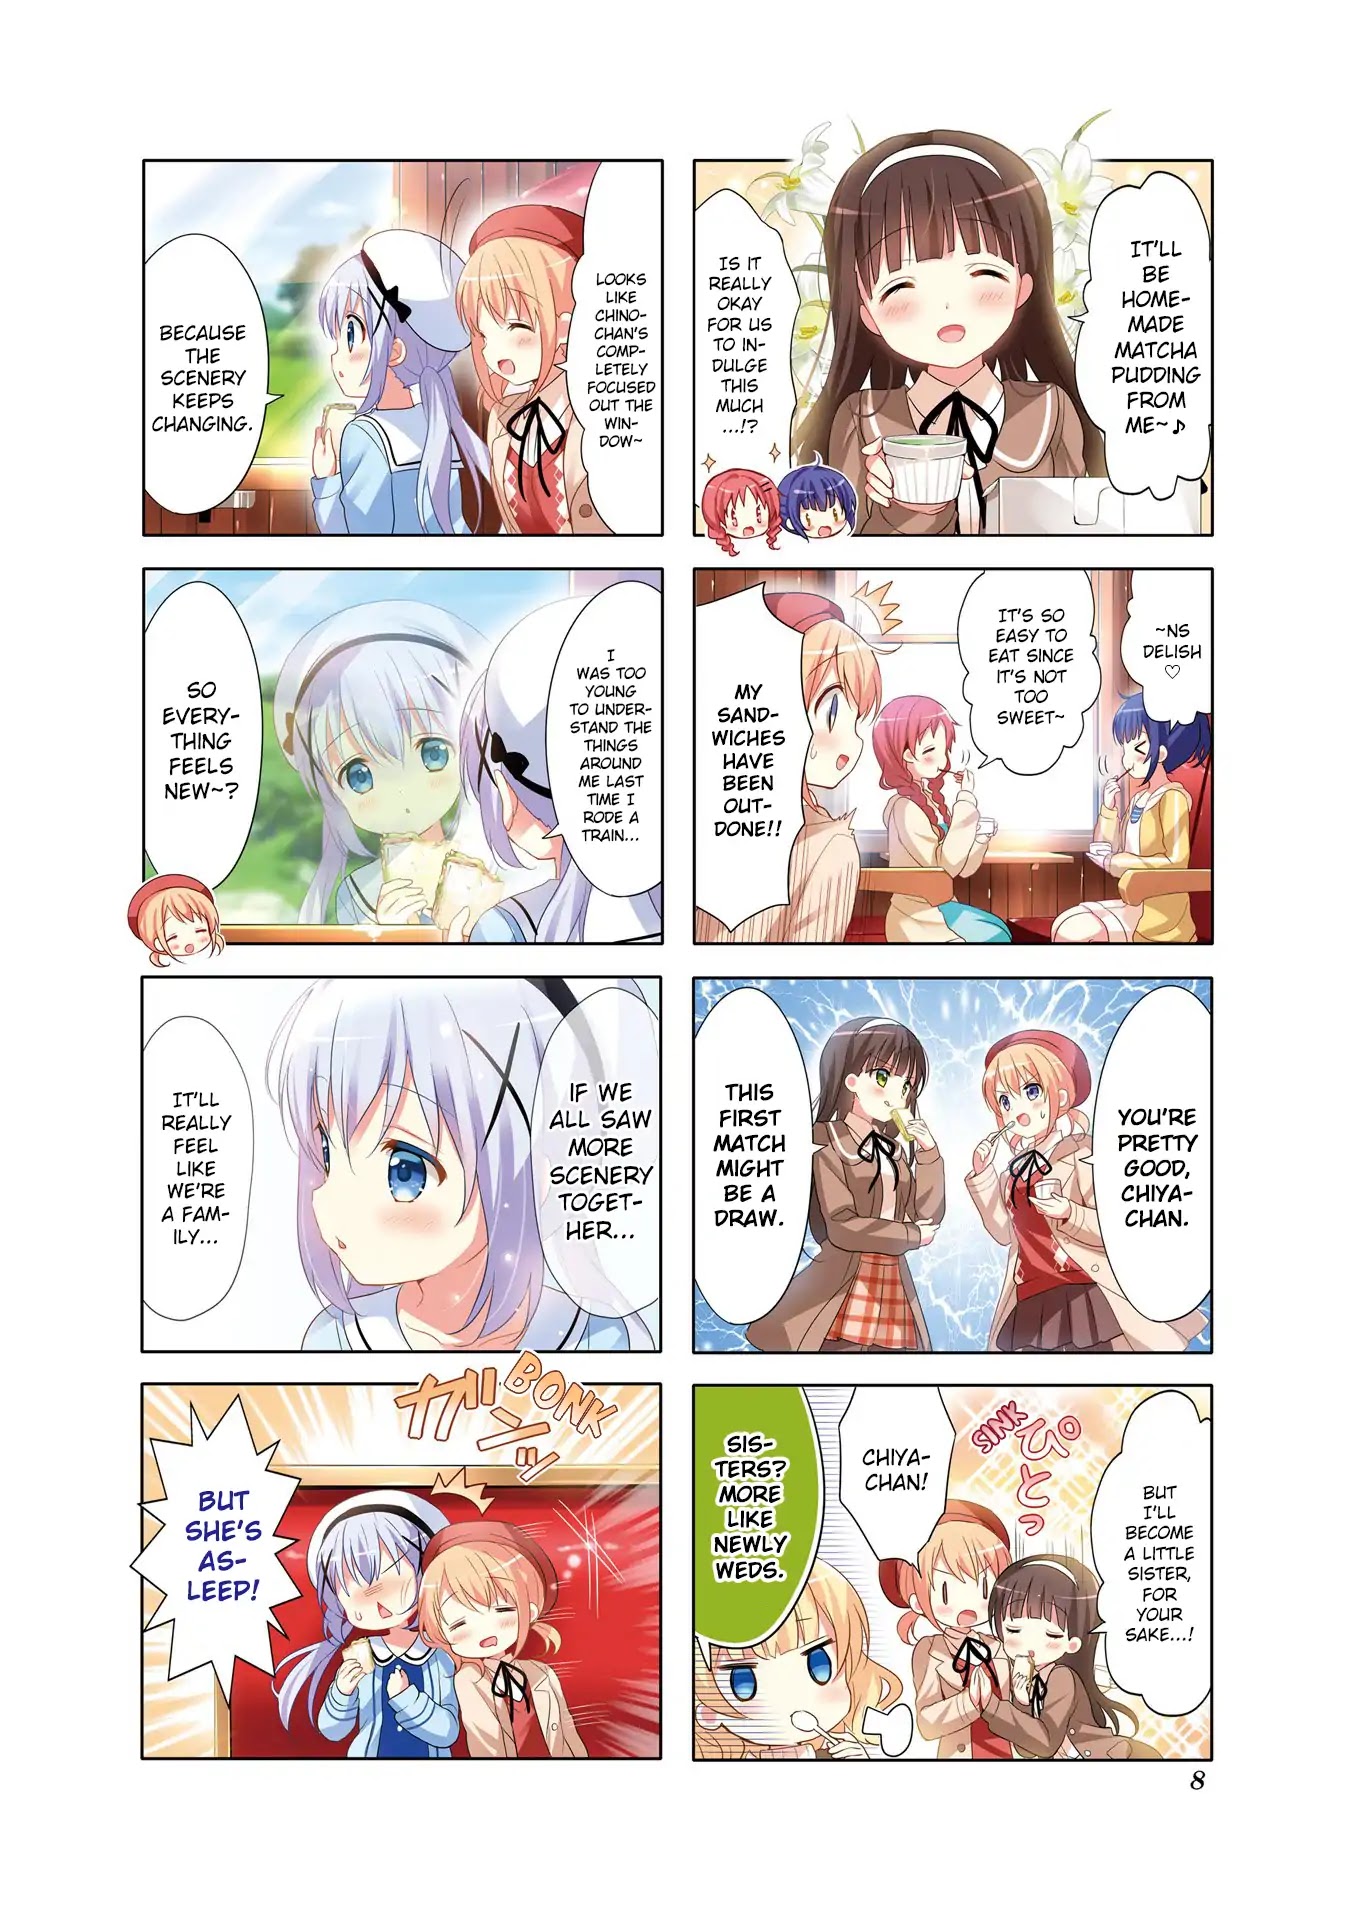 IT'LL
BE
HOME-
MADE
MATCHA
PUDDING
FROM
ME~♪
IS IT
REALLY
OKAY
FOR US
TO IN-
DULGE
THIS
MUCH
...!?
~NS
DELISH
♡
IT'S SO
EASY TO
EAT SINCE
IT'S NOT
TOO
SWEET~
MY
SAND-
WICHES
HAVE
BEEN
OUT-
DONE!!
YOU'RE
PRETTY
GOOD,
CHIYA-
CHAN.
THIS
FIRST
MATCH
MIGHT
BE A
DRAW.
BUT
I'LL
BECOME
A LITTLE
SISTER,
FOR
YOUR
SAKE...!
SINK
ぴとっ
CHIYA-
CHAN!
SIS-
TERS?
MORE
LIKE
NEWLY
WEDS.
LOOKS
LIKE
CHINO-
CHAN'S
COMP-
LETELY
FOCUSED
OUT THE
WIN-
DOW~
BECAUSE
THE
SCENERY
KEEPS
CHANGING.
I
WAS TOO
YOUNG
TO UNDER-
STAND THE
THINGS
AROUND
ME LAST
TIME I
RODE A
TRAIN...
SO
EVERY-
THING
FEELS
NEW~?
IF WE
ALL SAW
MORE
SCENERY
TOGET-
HER...
IT'LL
REALLY
FEEL
LIKE
WE'RE
A FAM-
ILY...
BONK
ガンッ
BUT
SHE'S
AS-
LEEP!
8